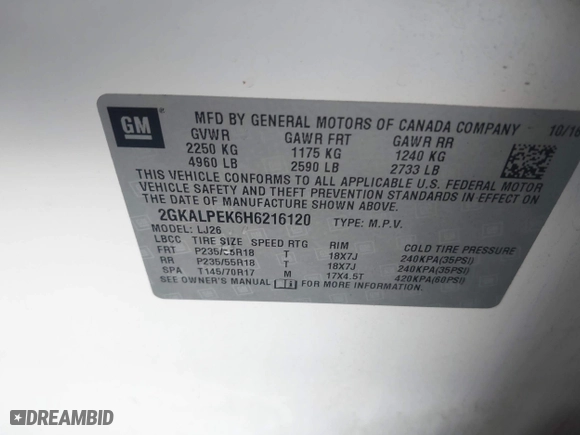 GM
MFD BY GENERAL MOTORS OF CANADA COMPANY 10/16
GVWR GAWR FRT GAWR RR
2250 KG 1175 KG 1240 KG
4960 LB 2590 LB 2733 LB
THIS VEHICLE CONFORMS TO ALL APPLICABLE U.S. FEDERAL MOTOR
VEHICLE SAFETY AND THEFT PREVENTION STANDARDS IN EFFECT ON
THE DATE OF MANUFACTURE SHOWN ABOVE.
2GKALPEK6H6216120 TYPE: M.P.V.
MODEL: LJ26
LBCC TIRE SIZE SPEED RTG RIM COLD TIRE PRESSURE
FRT P235/55R18 T 18X7J 240KPA(35PSI)
RR P235/55R18 T 18X7J 240KPA(35PSI)
SPA T145/70R17 M 17X4.5T 420KPA(60PSI)
SEE OWNER'S MANUAL FOR MORE INFORMATION.
DREAMBID